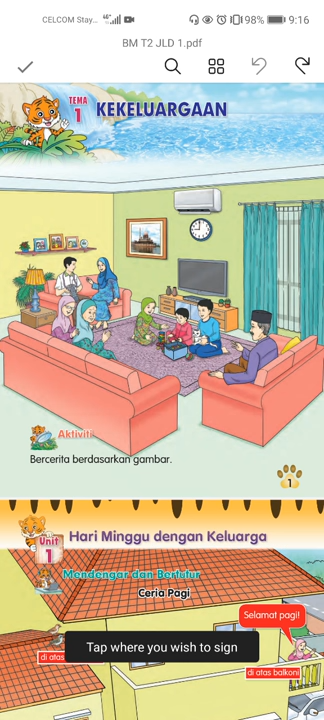 CELCOM Stay... 98% 9:16
BM T2 JLD 1.pdf
TEMA
1
KEKELUARGAAN
Aktiviti
Bercerita berdasarkan gambar.
1
Unit
1
Hari Minggu dengan Keluarga
Mendengar dan Bertutur
Ceria Pagi
Selamat pagi!
di atas
Tap where you wish to sign
di atas balkoni